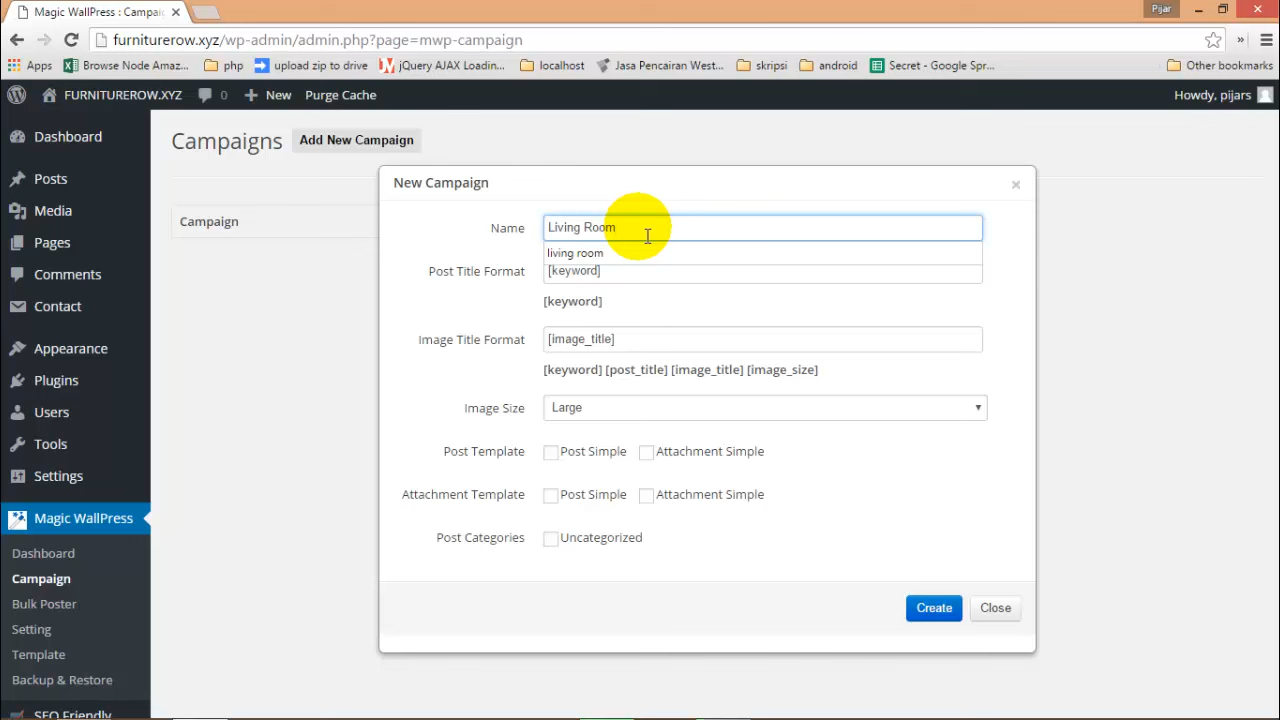 Magic WallPress : Campai
Pijar
furniturerow.xyz/wp-admin/admin.php?page=mwp-campaign
Apps
Browse Node Amaz...
php
upload zip to drive
jQuery AJAX Loadin...
localhost
Jasa Pencairan West...
skripsi
android
Secret - Google Spr...
Other bookmarks
FURNITUREROW.XYZ
0
New
Purge Cache
Howdy, pijars
Dashboard
Posts
Media
Pages
Comments
Contact
Appearance
Plugins
Users
Tools
Settings
Magic WallPress
Dashboard
Campaign
Bulk Poster
Setting
Template
Backup & Restore
SEO Friendly
Campaigns
Add New Campaign
Campaign
New Campaign
×
Name
Living Room
living room
Post Title Format
[keyword]
[keyword]
Image Title Format
[image_title]
[keyword] [post_title] [image_title] [image_size]
Image Size
Large
Post Template
Post Simple
Attachment Simple
Attachment Template
Post Simple
Attachment Simple
Post Categories
Uncategorized
Create
Close